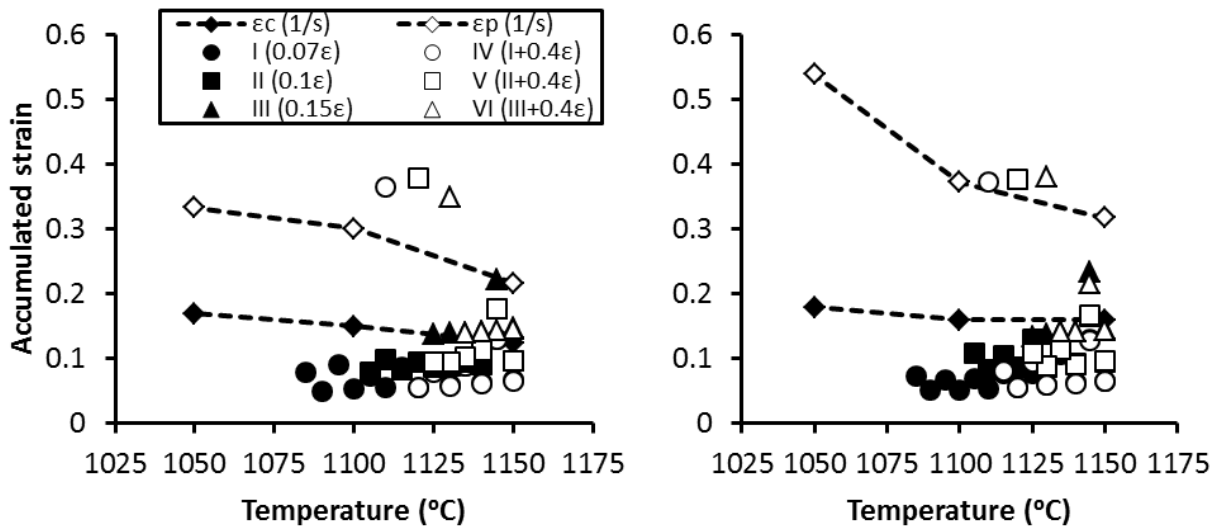 εc (1/s) εp (1/s)
I (0.07ε) IV (I+0.4ε)
II (0.1ε) V (II+0.4ε)
III (0.15ε) VI (III+0.4ε)
Accumulated strain
0.6
0.5
0.4
0.3
0.2
0.1
0
1025 1050 1075 1100 1125 1150 1175
Temperature (ºC)
0.6
0.5
0.4
0.3
0.2
0.1
0
1025 1050 1075 1100 1125 1150 1175
Temperature (ºC)